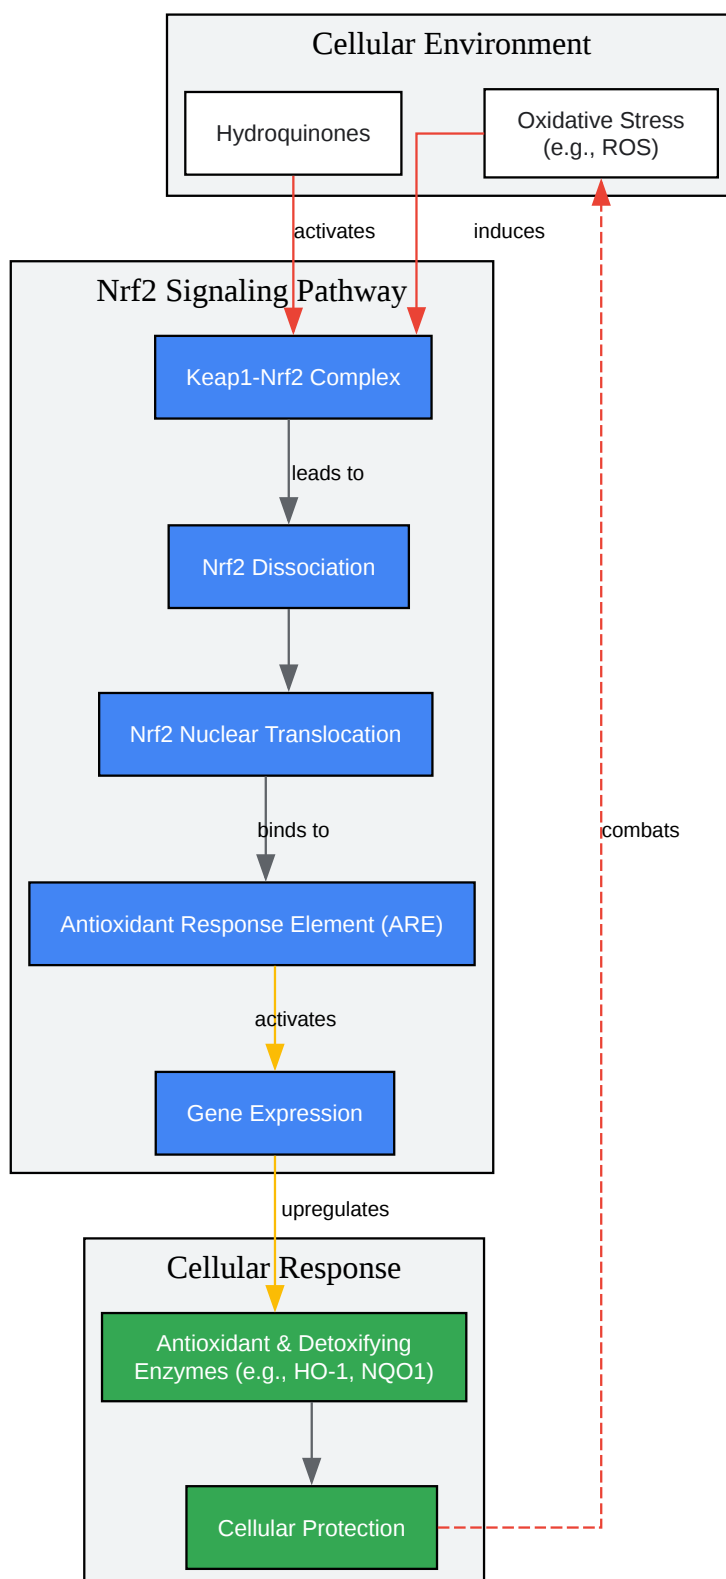 Cellular Environment
Hydroquinones
Oxidative Stress
(e.g., ROS)
activates
induces
Nrf2 Signaling Pathway
Keap1-Nrf2 Complex
leads to
Nrf2 Dissociation
Nrf2 Nuclear Translocation
binds to
combats
Antioxidant Response Element (ARE)
activates
Gene Expression
upregulates
Cellular Response
Antioxidant & Detoxifying
Enzymes (e.g., HO-1, NQO1)
Cellular Protection